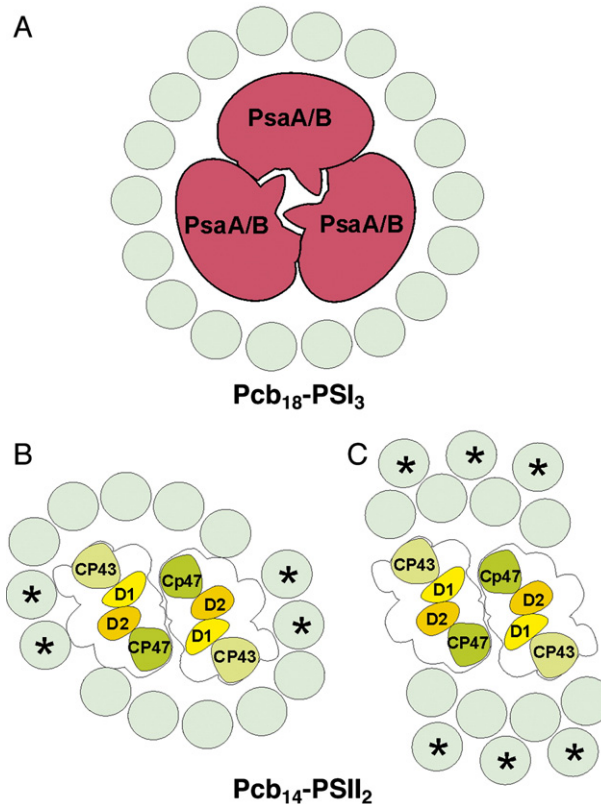 A
PsaA/B
PsaA/B PsaA/B
Pcb₁₈-PSI₃
B
CP43 Cp47
D1 D2
D2 D1
CP47 CP43
* *
* *
C
* * *
CP43 Cp47
D1 D2
D2 D1
CP47 CP43
* * *
Pcb₁₄-PSII₂